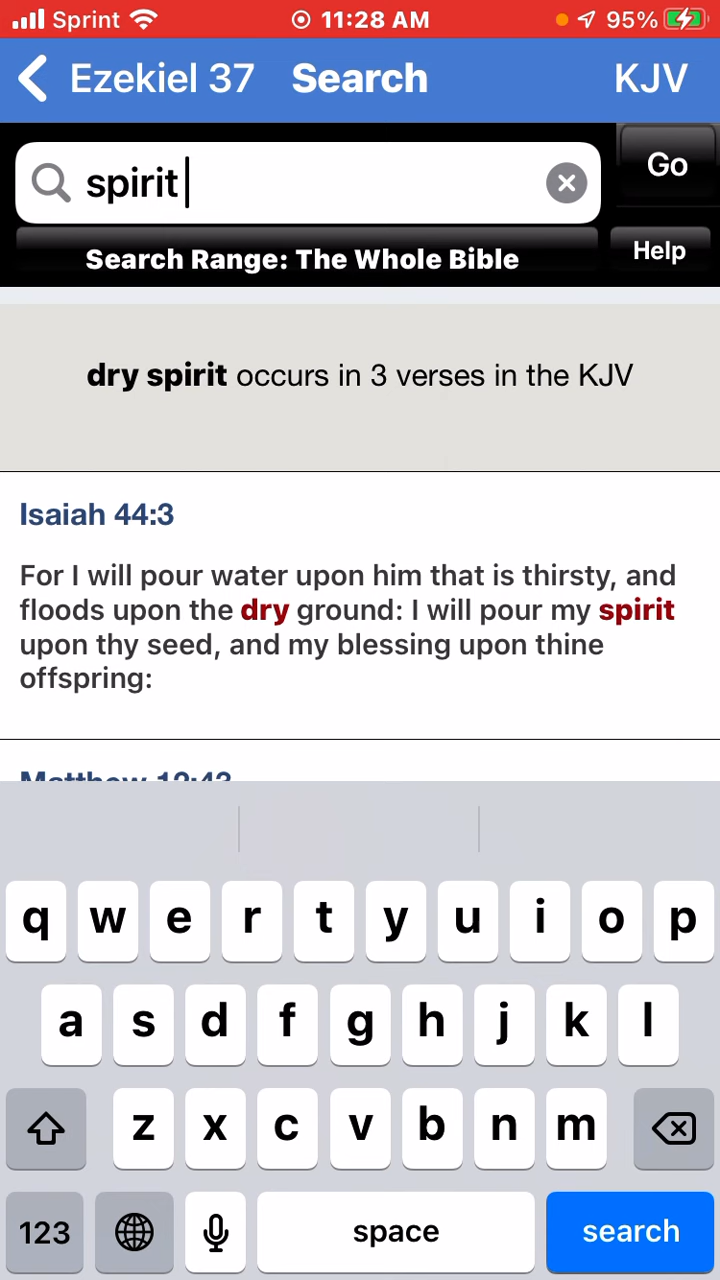 Sprint 11:28 AM 95%
Ezekiel 37 Search KJV
spirit Go
Search Range: The Whole Bible Help
dry spirit occurs in 3 verses in the KJV
Isaiah 44:3
For I will pour water upon him that is thirsty, and
floods upon the dry ground: I will pour my spirit
upon thy seed, and my blessing upon thine
offspring:
Matthew 12:43
q w e r t y u i o p
a s d f g h j k l
z x c v b n m
123 space search